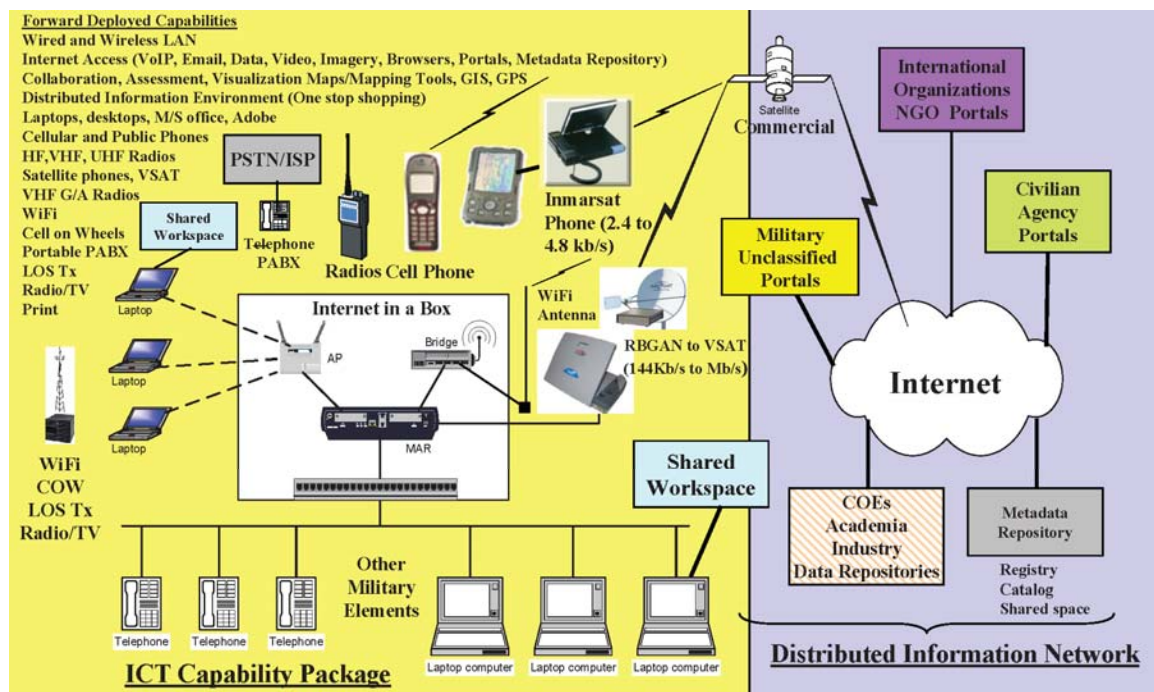 Forward Deployed Capabilities
Wired and Wireless LAN
Internet Access (VoIP, Email, Data, Video, Imagery, Browsers, Portals, Metadata Repository)
Collaboration, Assessment, Visualization Maps/Mapping Tools, GIS, GPS
Distributed Information Environment (One stop shopping)
Laptops, desktops, M/S office, Adobe
Cellular and Public Phones
HF,VHF, UHF Radios
Satellite phones, VSAT
VHF G/A Radios
WiFi
Cell on Wheels
Portable PABX
LOS Tx
Radio/TV
Print
PSTN/ISP
Telephone
PABX
Shared
Workspace
Laptop
Laptop
Laptop
Radios
Cell Phone
Inmarsat
Phone (2.4 to
4.8 kb/s)
WiFi
Antenna
RBGAN to VSAT
(144Kb/s to Mb/s)
Internet in a Box
AP
Bridge
MAR
WiFi
COW
LOS Tx
Radio/TV
Telephone
Telephone
Telephone
Other
Military
Elements
Laptop computer
Laptop computer
Laptop computer
Shared
Workspace
ICT Capability Package
Satellite
Commercial
International
Organizations
NGO Portals
Civilian
Agency
Portals
Military
Unclassified
Portals
Internet
COEs
Academia
Industry
Data Repositories
Metadata
Repository
Registry
Catalog
Shared space
Distributed Information Network